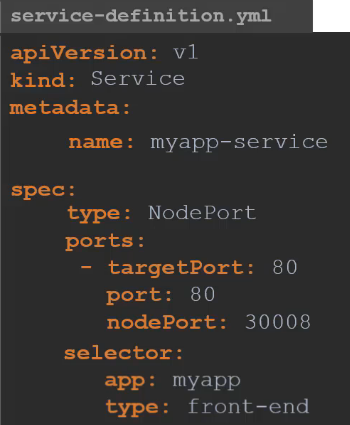 service-definition.yml
apiVersion: v1
kind: Service
metadata:
name: myapp-service
spec:
type: NodePort
ports:
- targetPort: 80
port: 80
nodePort: 30008
selector:
app: myapp
type: front-end